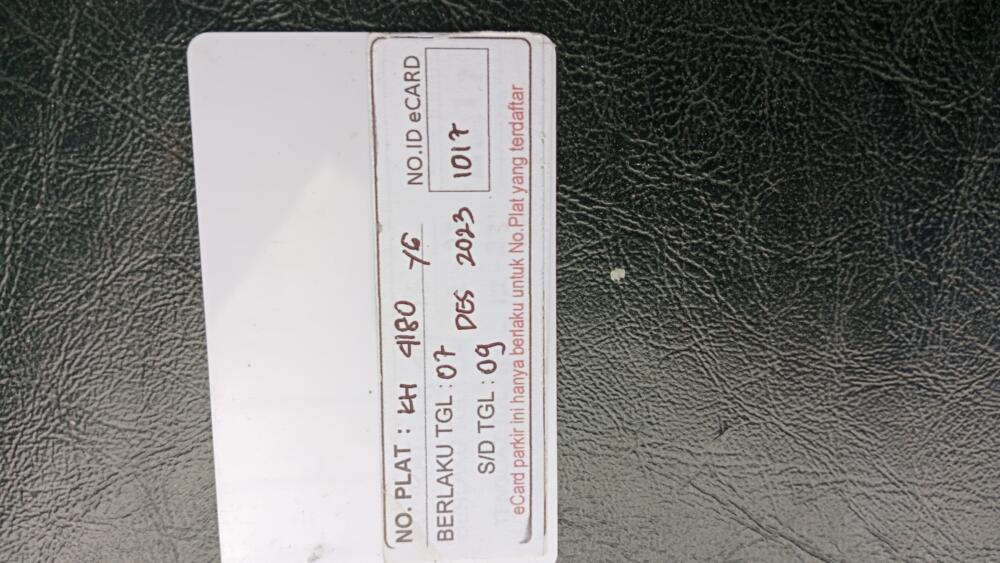 NO. PLAT : KH 4180 YG
NO.ID eCARD
1017
BERLAKU TGL : 07
DES 2023
S/D TGL : 09
eCard parkir ini hanya berlaku untuk No.Plat yang terdaftar